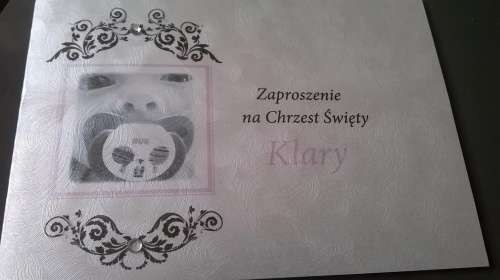 Zaproszenie
na Chrzest Święty
Klary